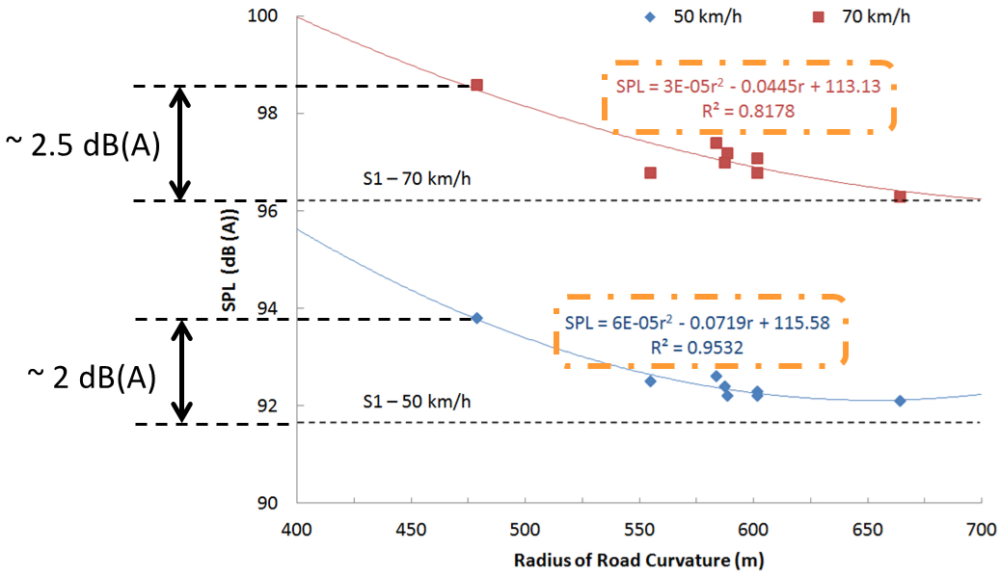 50 km/h
70 km/h
100
98
96
94
92
90
SPL = 3E-05r² - 0.0445r + 113.13
R² = 0.8178
~ 2.5 dB(A)
S1 – 70 km/h
SPL (dB (A))
SPL = 6E-05r² - 0.0719r + 115.58
R² = 0.9532
~ 2 dB(A)
S1 – 50 km/h
400
450
500
550
600
650
700
Radius of Road Curvature (m)